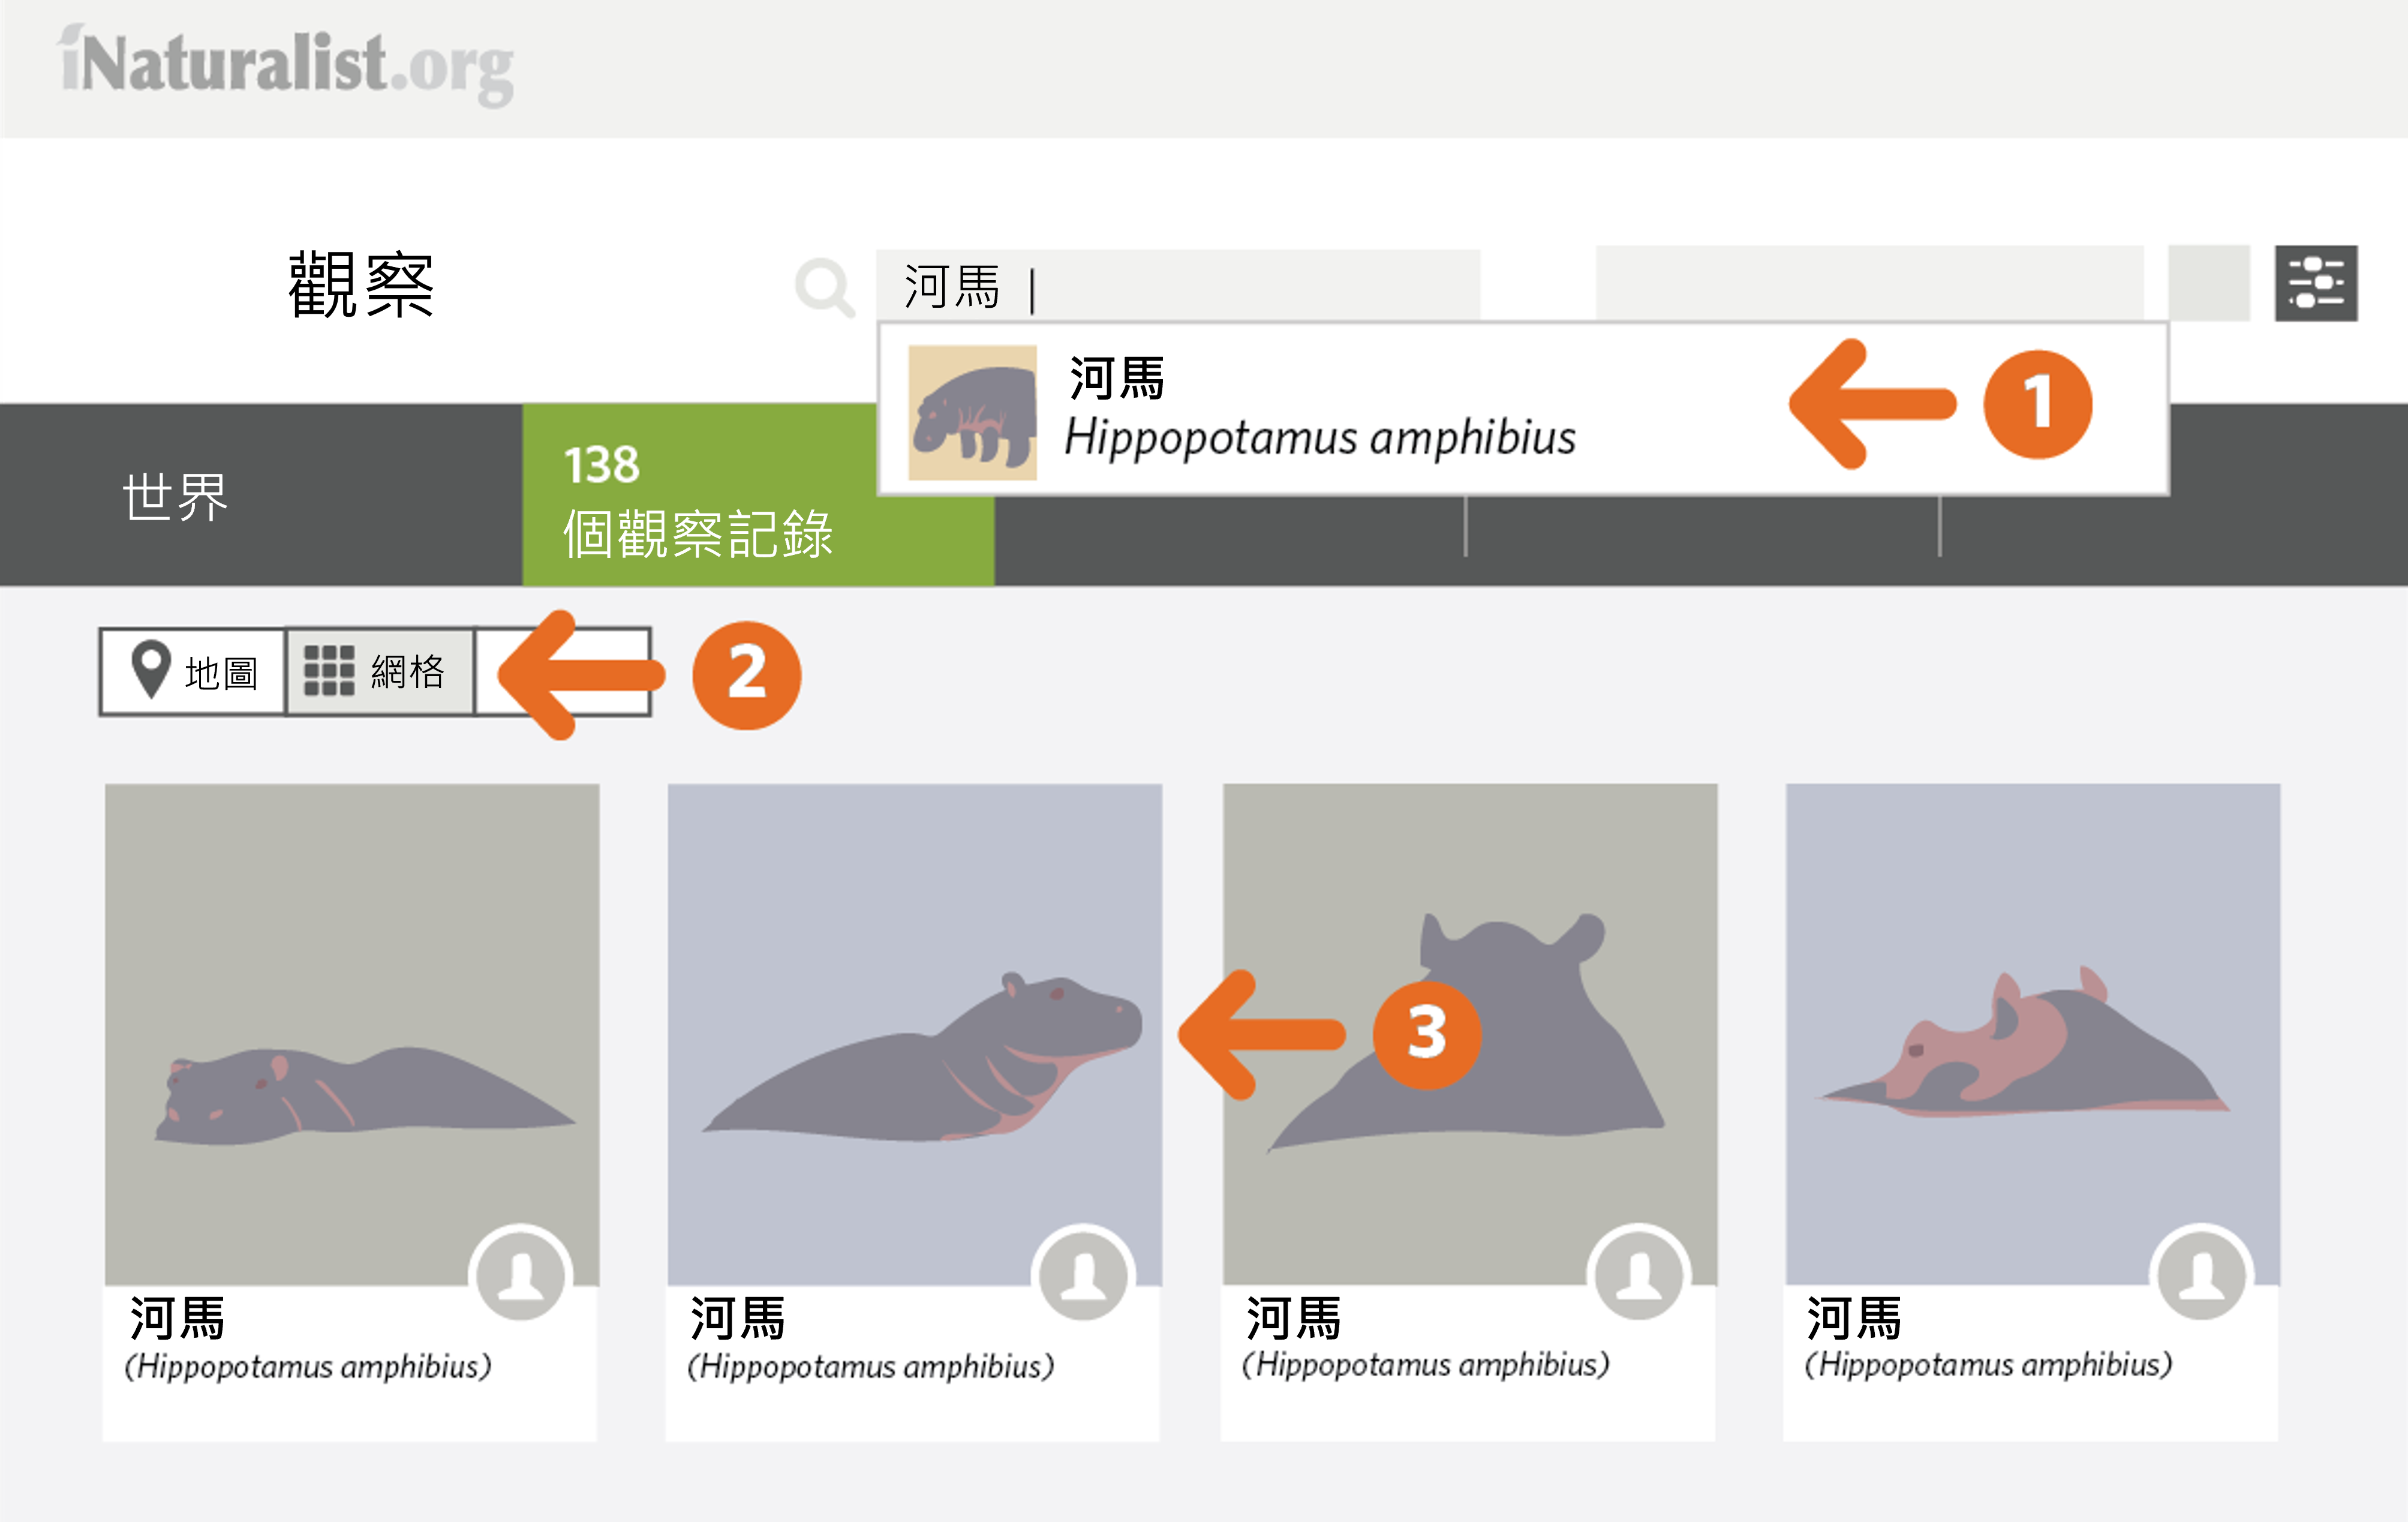 iNaturalist.org
觀察
河馬
河馬
Hippopotamus amphibius
1
世界
138
個觀察記錄
地圖
網格
2
3
河馬
(Hippopotamus amphibius)
河馬
(Hippopotamus amphibius)
河馬
(Hippopotamus amphibius)
河馬
(Hippopotamus amphibius)